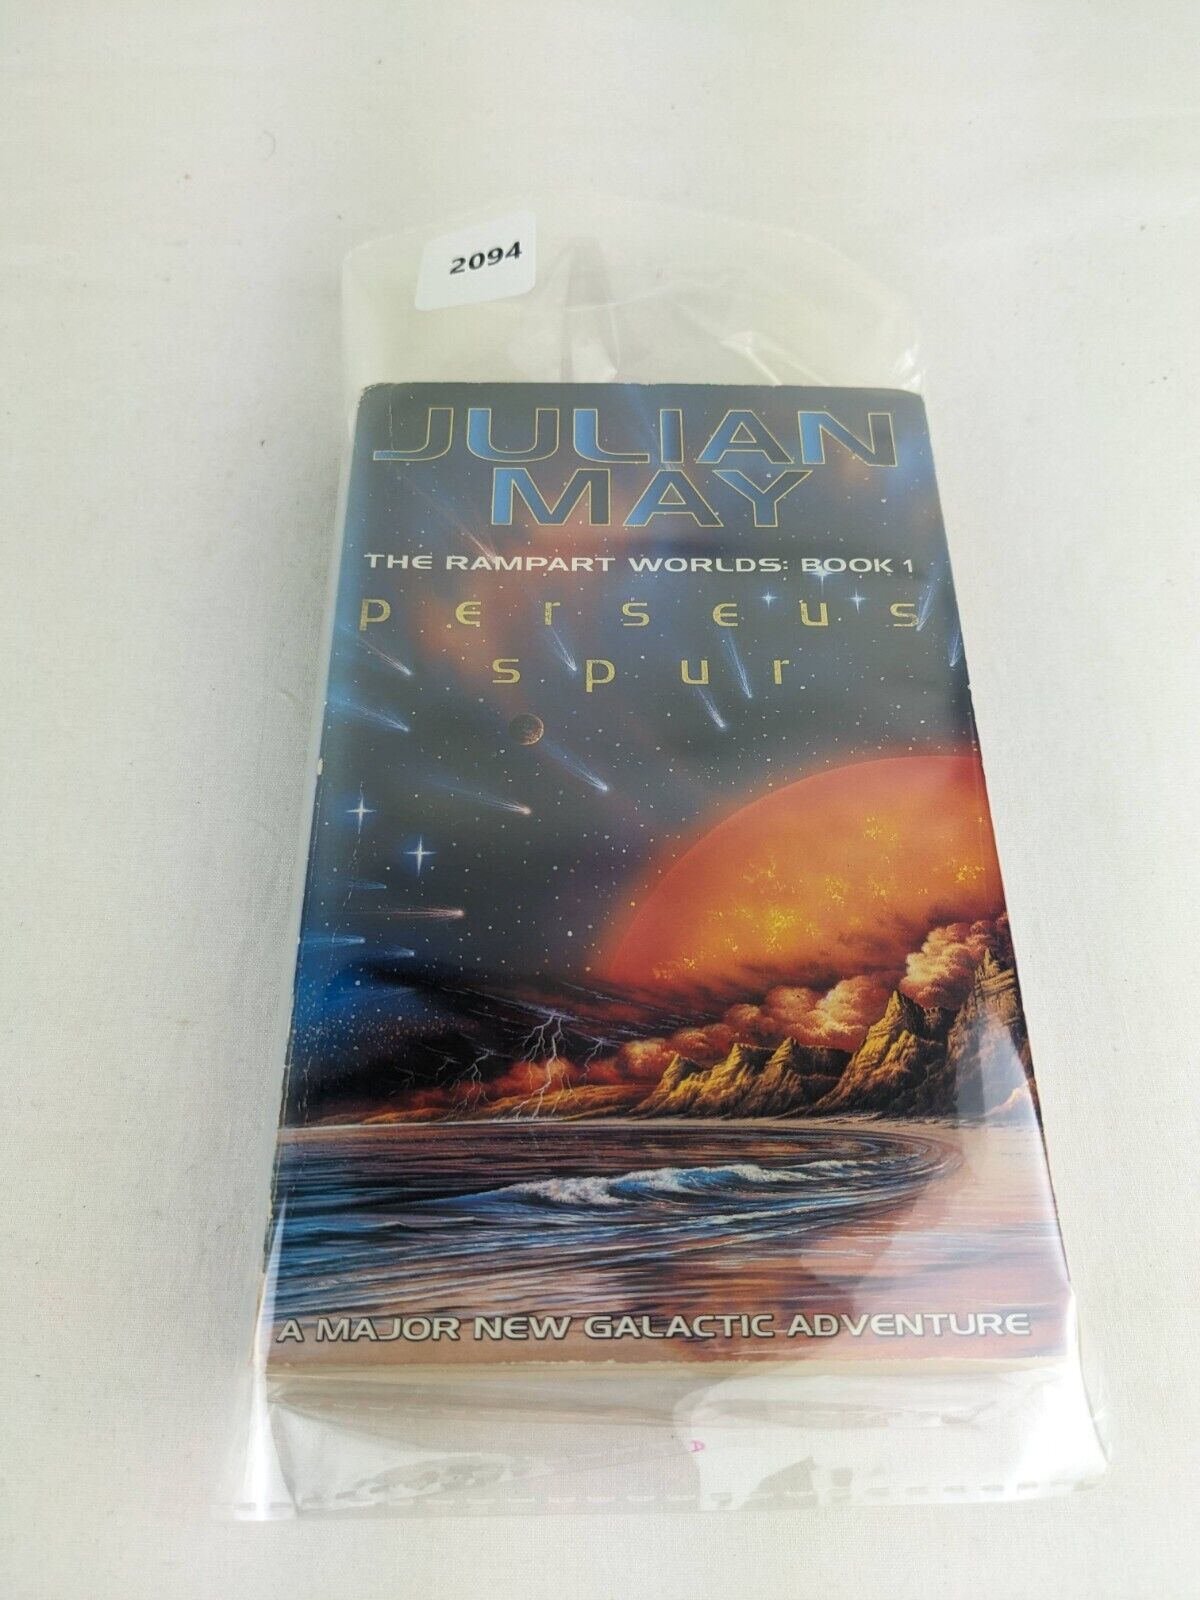 2094
JULIAN
MAY
THE RAMPART WORLDS: BOOK 1
perseus
spur
A MAJOR NEW GALACTIC ADVENTURE
A